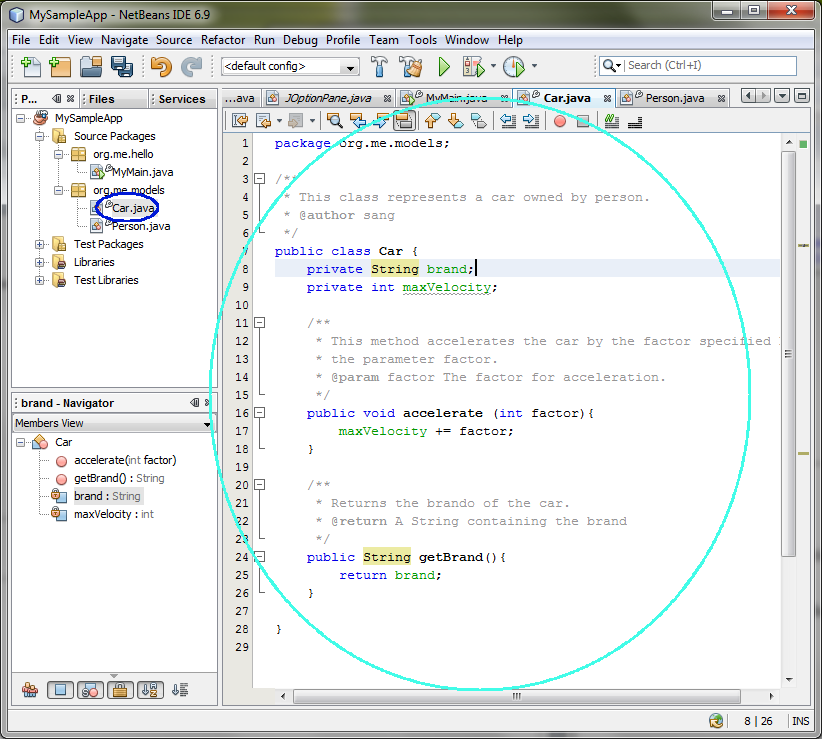 MySampleApp - NetBeans IDE 6.9
File Edit View Navigate Source Refactor Run Debug Profile Team Tools Window Help
<default config>
Search (Ctrl+I)
P... Files Services
MySampleApp
Source Packages
org.me.hello
MyMain.java
org.me.models
Car.java
Person.java
Test Packages
Libraries
Test Libraries
brand - Navigator
Members View
Car
accelerate(int factor)
getBrand() : String
brand : String
maxVelocity : int
...ava JOptionPane.java MyMain.java Car.java Person.java
1 package org.me.models;
2
3 /**
4 * This class represents a car owned by person.
5 * @author sang
6 */
7 public class Car {
8 private String brand;
9 private int maxVelocity;
10
11 /**
12 * This method accelerates the car by the factor specified
13 * the parameter factor.
14 * @param factor The factor for acceleration.
15 */
16 public void accelerate (int factor){
17 maxVelocity += factor;
18 }
19
20 /**
21 * Returns the brando of the car.
22 * @return A String containing the brand
23 */
24 public String getBrand(){
25 return brand;
26 }
27
28 }
29
8 | 26 INS